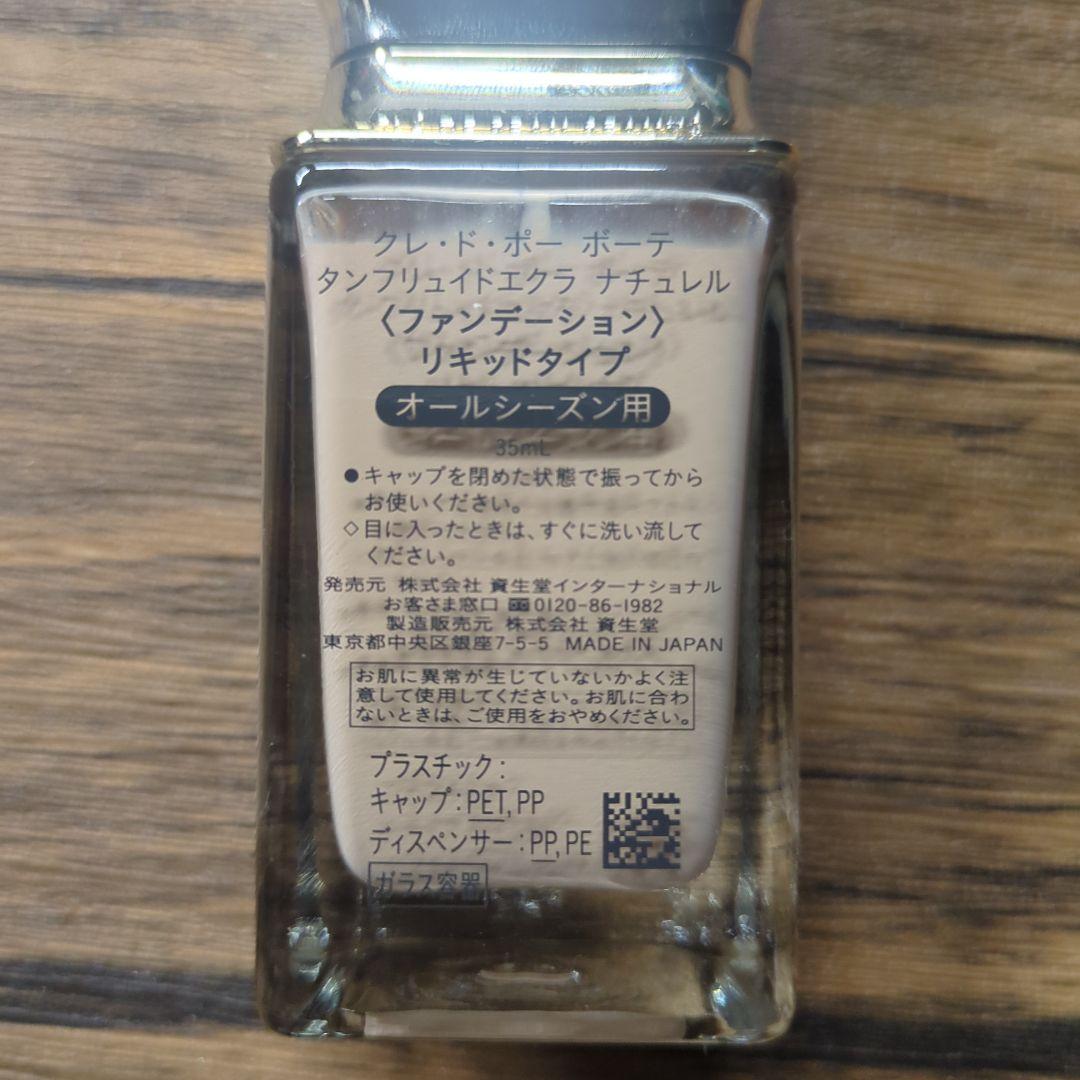 クレ・ド・ポー ボーテ
タンフリュイドエクラ ナチュレル
〈ファンデーション〉
リキッドタイプ
オールシーズン用
35mL
●キャップを閉めた状態で振ってから
お使いください。
◇目に入ったときは、すぐに洗い流して
ください。
発売元 株式会社 資生堂インターナショナル
お客さま窓口 0120-86-1982
製造販売元 株式会社 資生堂
東京都中央区銀座7-5-5 MADE IN JAPAN
お肌に異常が生じていないかよく注
意して使用してください。お肌に合わ
ないときは、ご使用をおやめください。
プラスチック:
キャップ:PET,PP
ディスペンサー:PP,PE
ガラス容器